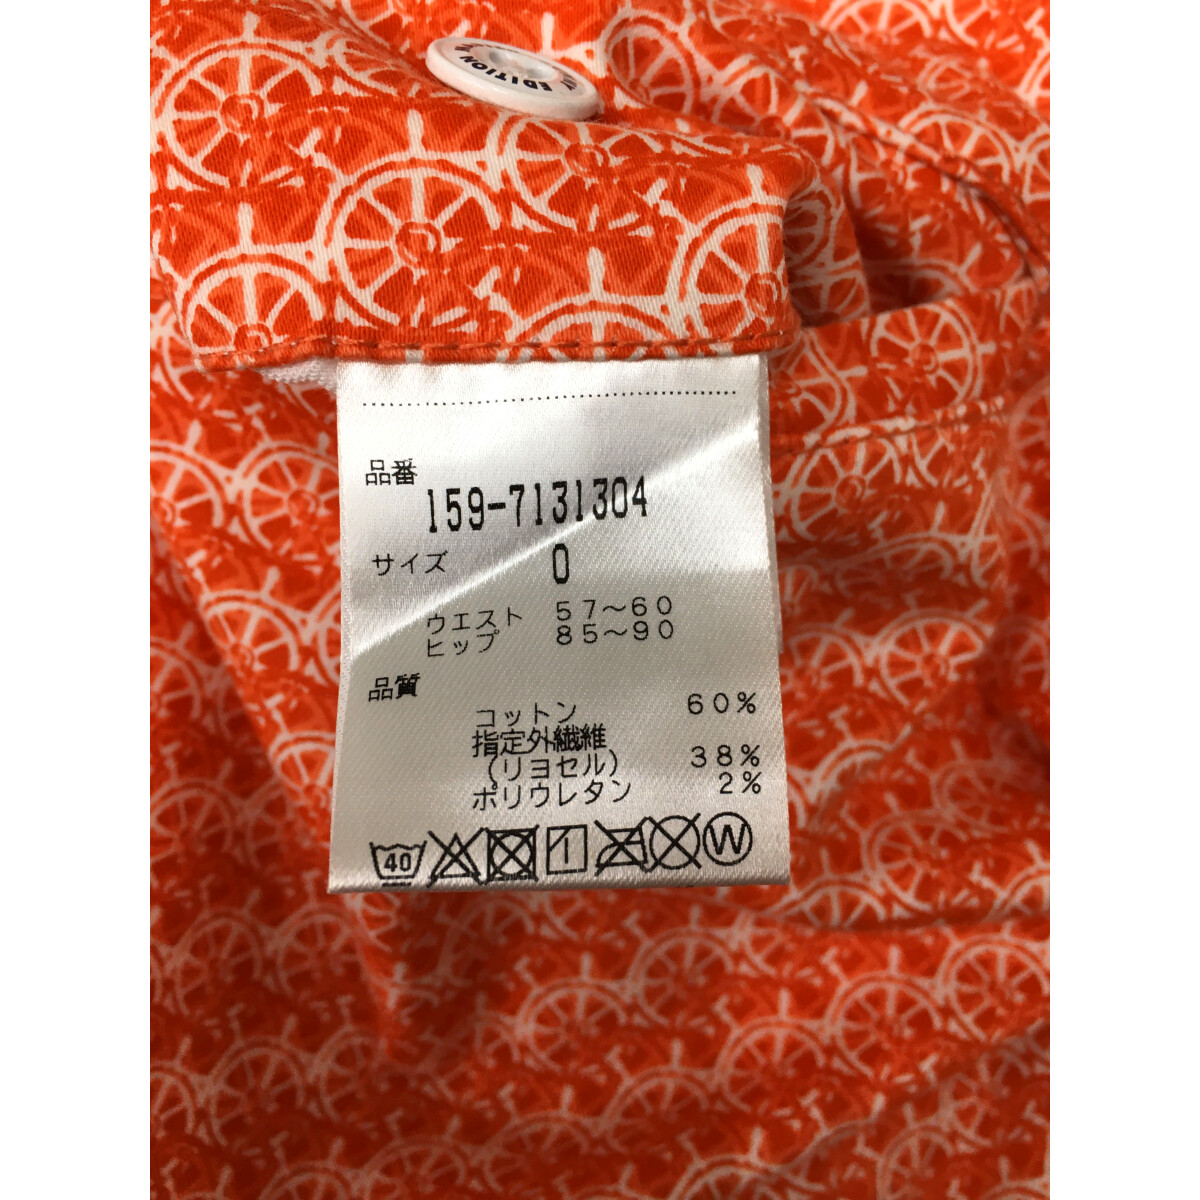 EDITION
品番
159-7131304
サイズ 0
ウエスト 57～60
ヒップ 85～90
品質
コットン 60%
指定外繊維
(リヨセル) 38%
ポリウレタン 2%
40 W